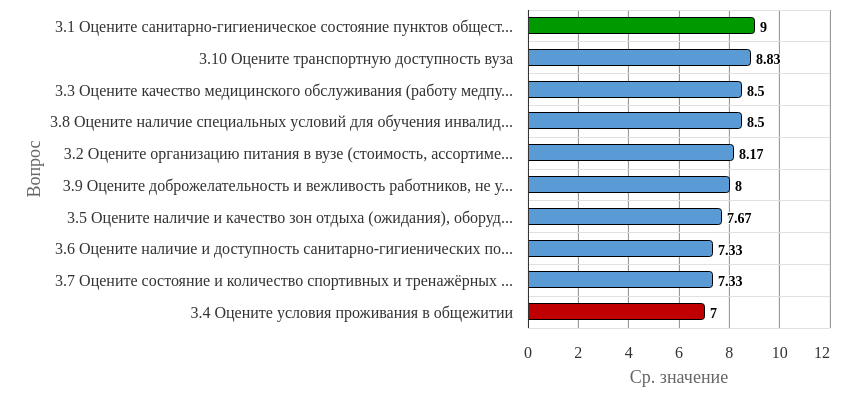 3.1 Оцените санитарно-гигиеническое состояние пунктов общест... 9
3.10 Оцените транспортную доступность вуза 8.83
3.3 Оцените качество медицинского обслуживания (работу медпу... 8.5
3.8 Оцените наличие специальных условий для обучения инвалид... 8.5
3.2 Оцените организацию питания в вузе (стоимость, ассортиме... 8.17
3.9 Оцените доброжелательность и вежливость работников, не у... 8
3.5 Оцените наличие и качество зон отдыха (ожидания), оборуд... 7.67
3.6 Оцените наличие и доступность санитарно-гигиенических по... 7.33
3.7 Оцените состояние и количество спортивных и тренажёрных ... 7.33
3.4 Оцените условия проживания в общежитии 7
Вопрос
0 2 4 6 8 10 12
Ср. значение